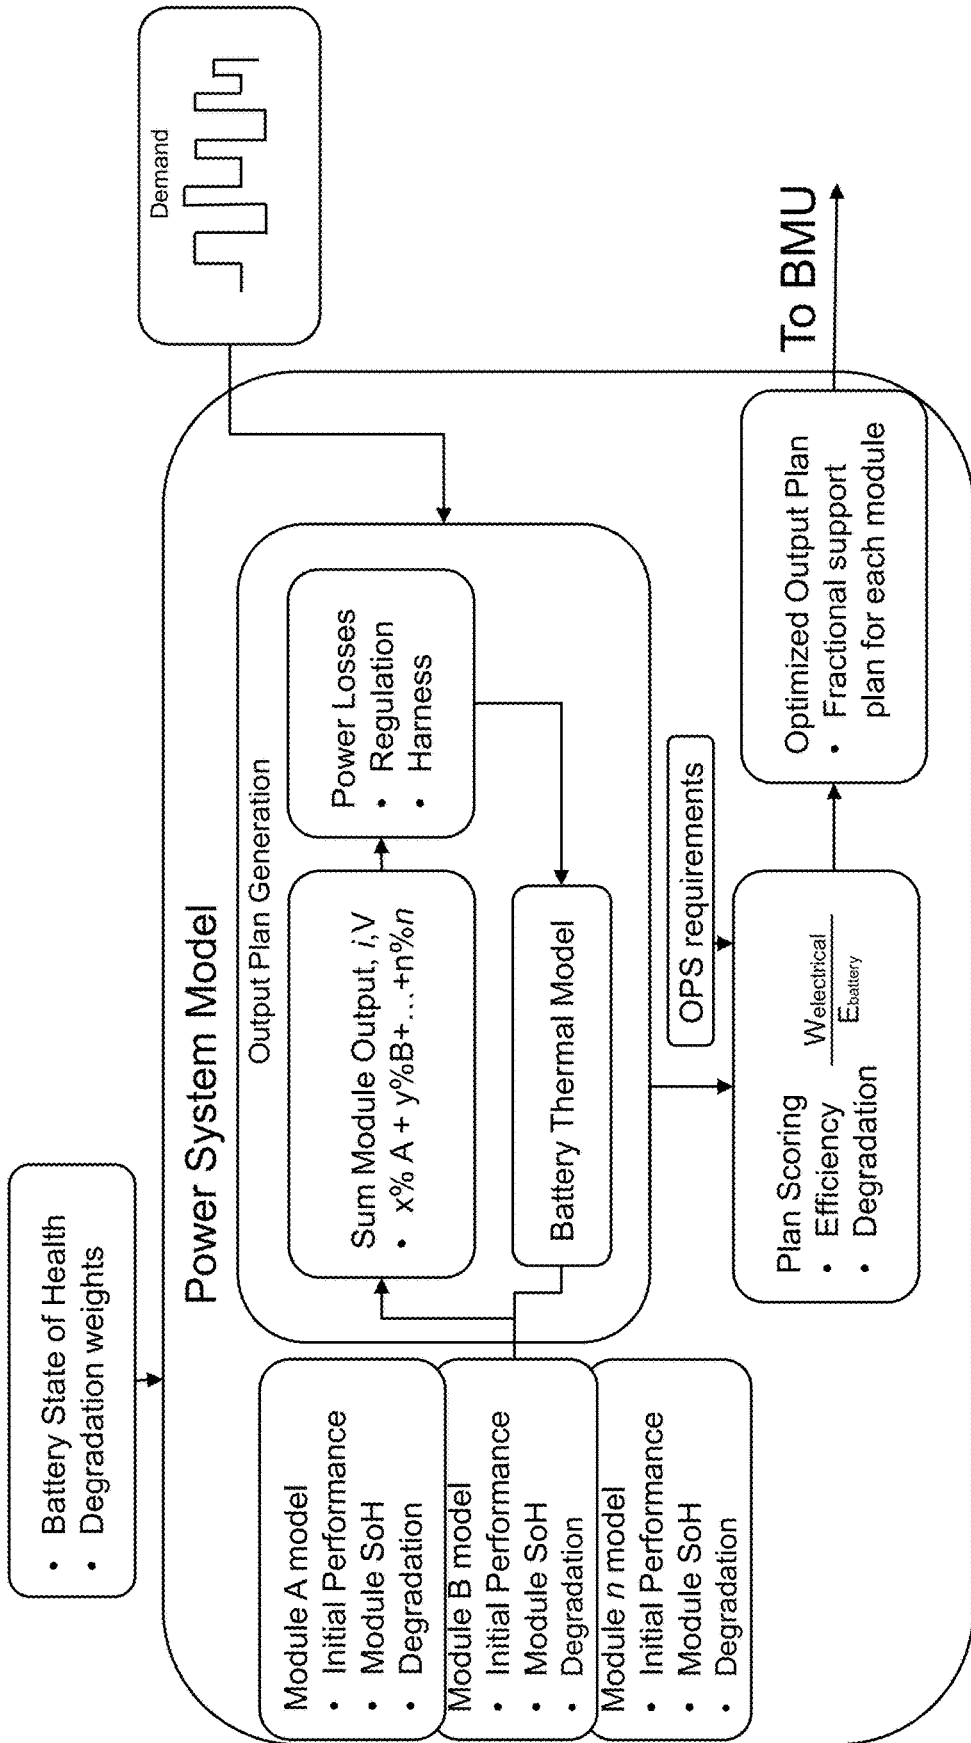 • Battery State of Health
• Degradation weights
Demand
Power System Model
Module A model
• Initial Performance
• Module SoH
• Degradation
Module B model
• Initial Performance
• Module SoH
• Degradation
Module n model
• Initial Performance
• Module SoH
• Degradation
Output Plan Generation
Sum Module Output, i,V
• x% A + y%B+…+n%n
Power Losses
• Regulation
• Harness
Battery Thermal Model
OPS requirements
Plan Scoring
• Efficiency Welectrical
Ebattery
• Degradation
Optimized Output Plan
• Fractional support
plan for each module
To BMU